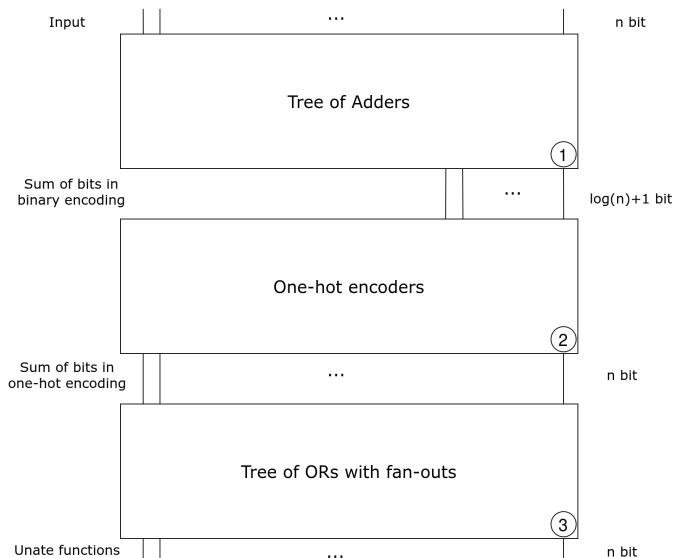 Input
...
n bit
Tree of Adders
1
Sum of bits in
binary encoding
...
log(n)+1 bit
One-hot encoders
2
Sum of bits in
one-hot encoding
...
n bit
Tree of ORs with fan-outs
3
Unate functions
...
n bit